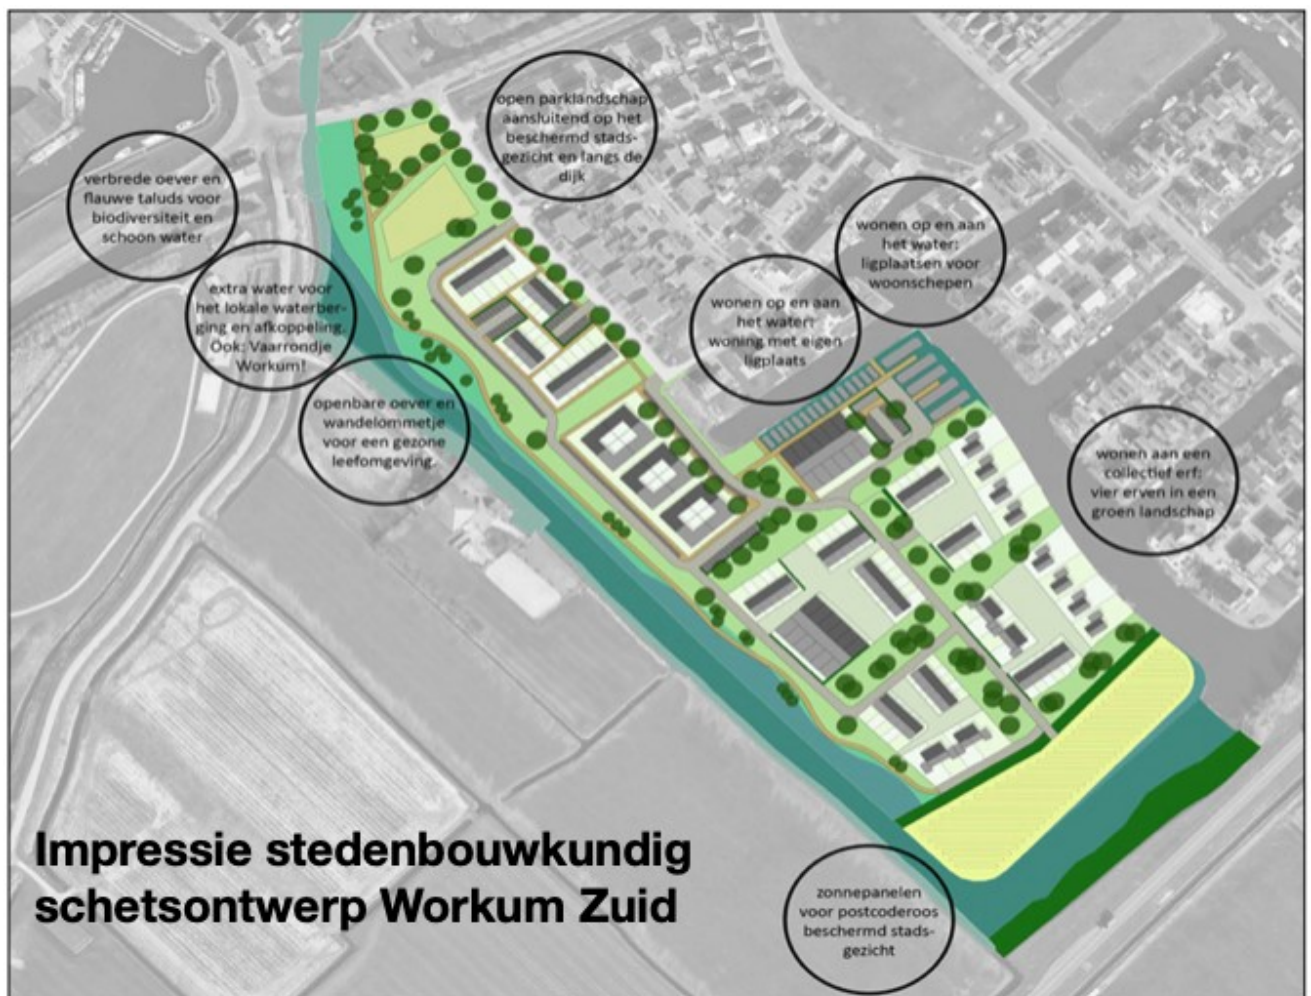 open parklandschap
aansluitend op het
beschermd stads-
gezicht en langs de
dijk
verbrede oever en
flauwe taluds voor
biodiversiteit en
schoon water
wonen op en aan
het water:
ligplaatsen voor
woonschepen
extra water voor
het lokale waterber-
ging en afkoppeling.
Ook: Vaarrondje
Workum!
wonen op en aan
het water:
woning met eigen
ligplaats
openbare oever en
wandelommetje
voor een gezone
leefomgeving.
wonen aan een
collectief erf:
vier erven in een
groen landschap
Impressie stedenbouwkundig
schetsontwerp Workum Zuid
zonnepanelen
voor postcoderoos
beschermd stads-
gezicht